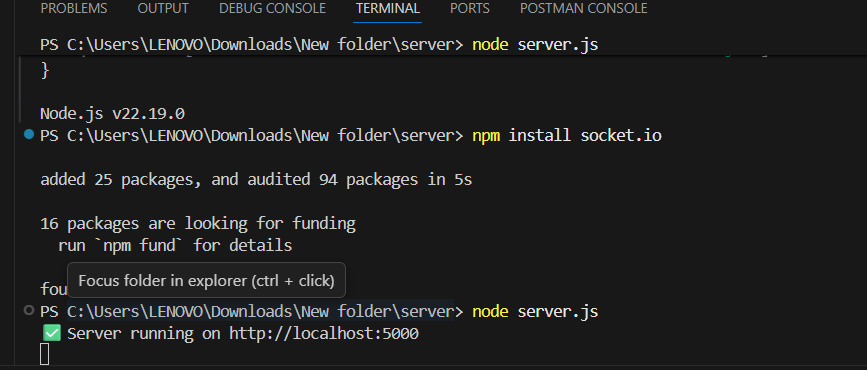 PROBLEMS OUTPUT DEBUG CONSOLE TERMINAL PORTS POSTMAN CONSOLE
PS C:\Users\LENOVO\Downloads\New folder\server> node server.js
}
Node.js v22.19.0
PS C:\Users\LENOVO\Downloads\New folder\server> npm install socket.io
added 25 packages, and audited 94 packages in 5s
16 packages are looking for funding
run `npm fund` for details
Focus folder in explorer (ctrl + click)
fou
PS C:\Users\LENOVO\Downloads\New folder\server> node server.js
✅ Server running on http://localhost:5000